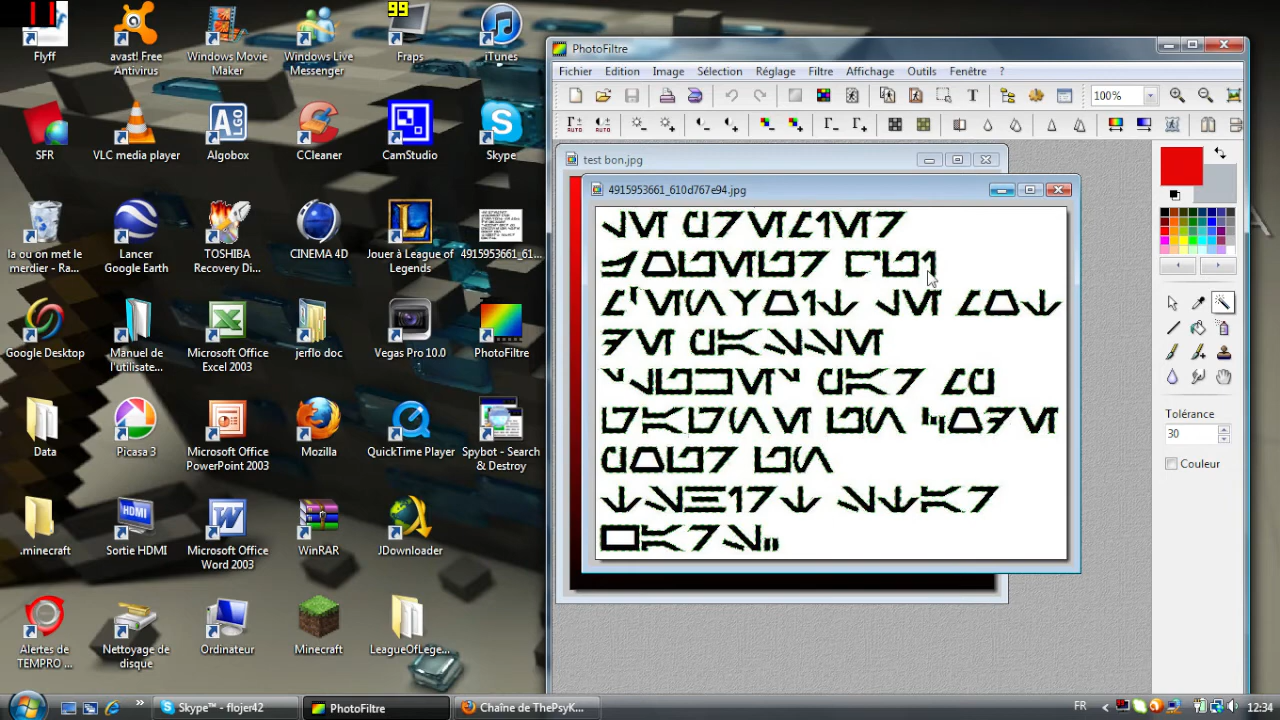 99
Flyff
avast! Free Antivirus
Windows Movie Maker
Windows Live Messenger
Fraps
iTunes
SFR
VLC media player
Algobox
CCleaner
CamStudio
Skype
la ou on met le merdier - Ra...
Lancer Google Earth
TOSHIBA Recovery Di...
CINEMA 4D
Jouer à League of Legends
4915953661_61...
Google Desktop
Manuel de l'utilisate...
Microsoft Office Excel 2003
jerflo doc
Vegas Pro 10.0
PhotoFiltre
Data
Picasa 3
Microsoft Office PowerPoint 2003
Mozilla
QuickTime Player
Spybot - Search & Destroy
.minecraft
Sortie HDMI
Microsoft Office Word 2003
WinRAR
JDownloader
Alertes de TEMPRO ...
Nettoyage de disque
Ordinateur
Minecraft
LeagueOfLege...
PhotoFiltre
Fichier Edition Image Sélection Réglage Filtre Affichage Outils Fenêtre ?
100%
AUTO AUTO
test bon.jpg
4915953661_610d767e94.jpg
Tolérance
30
Couleur
Skype™ - flojer42
PhotoFiltre
Chaîne de ThePsyK...
FR
12:34